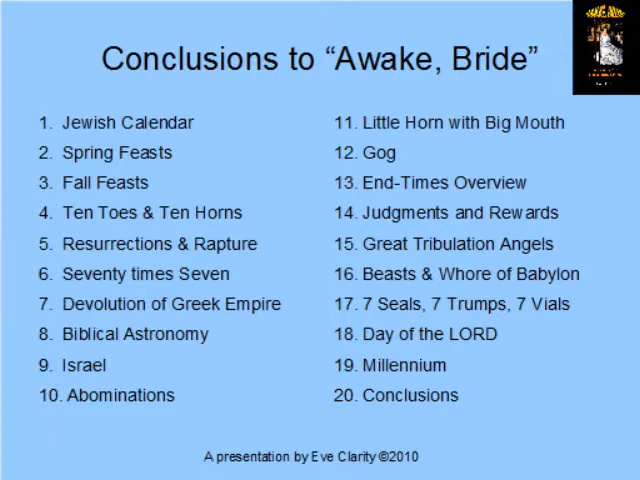 Conclusions to “Awake, Bride”
1. Jewish Calendar
2. Spring Feasts
3. Fall Feasts
4. Ten Toes & Ten Horns
5. Resurrections & Rapture
6. Seventy times Seven
7. Devolution of Greek Empire
8. Biblical Astronomy
9. Israel
10. Abominations
11. Little Horn with Big Mouth
12. Gog
13. End-Times Overview
14. Judgments and Rewards
15. Great Tribulation Angels
16. Beasts & Whore of Babylon
17. 7 Seals, 7 Trumps, 7 Vials
18. Day of the LORD
19. Millennium
20. Conclusions
A presentation by Eve Clarity ©2010